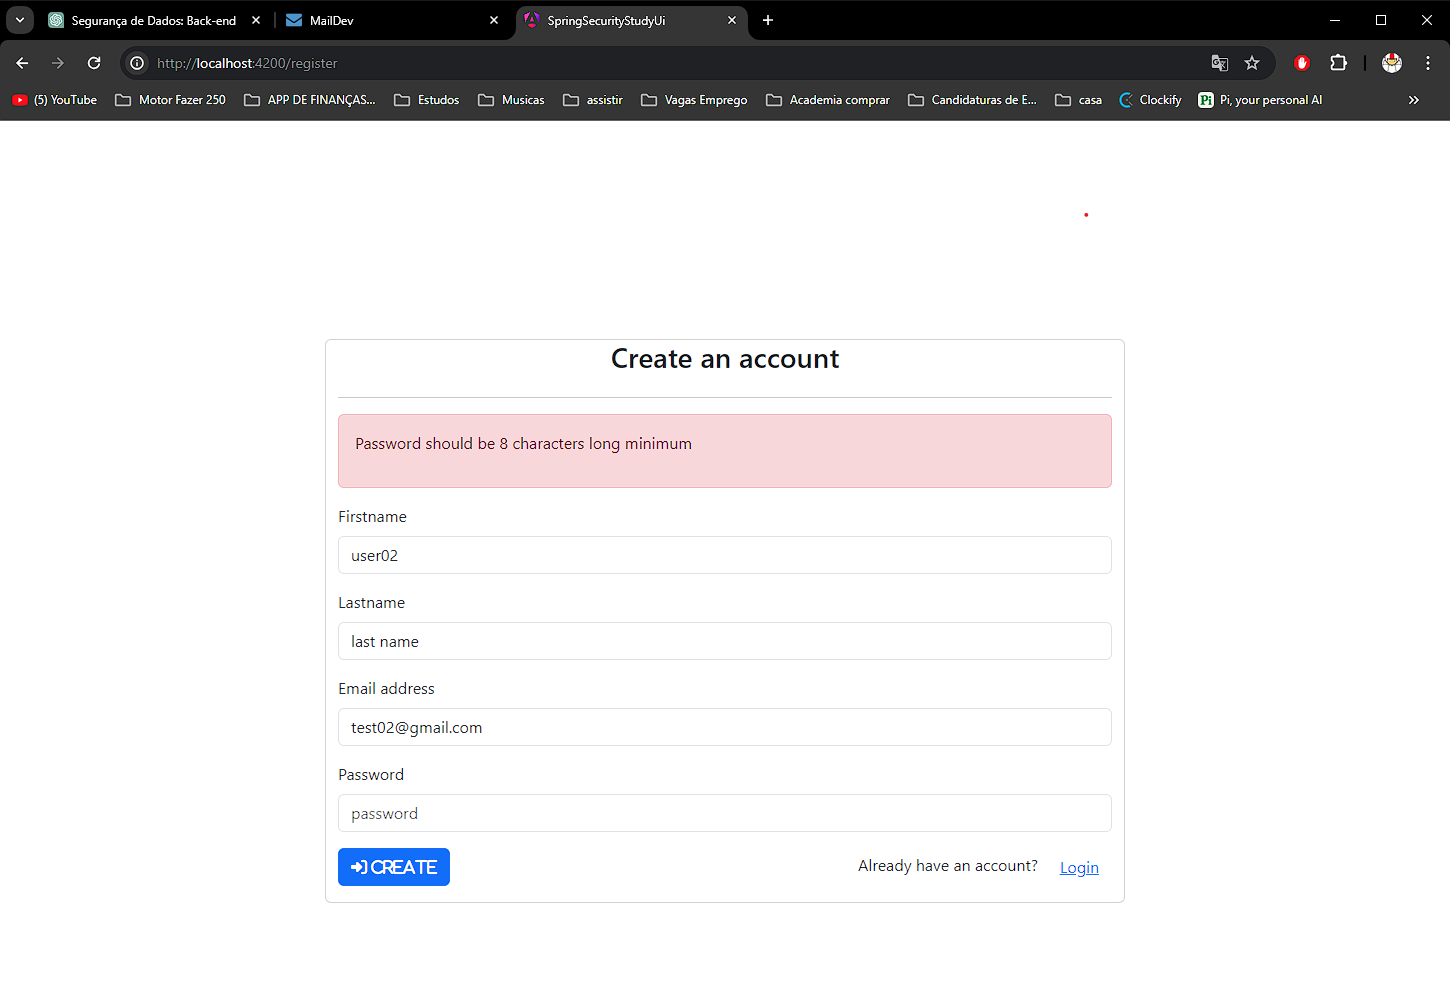 Segurança de Dados: Back-end
MailDev
SpringSecurityStudyUi
http://localhost:4200/register
(5) YouTube
Motor Fazer 250
APP DE FINANÇAS...
Estudos
Musicas
assistir
Vagas Emprego
Academia comprar
Candidaturas de E...
casa
Clockify
Pi, your personal AI
Create an account
Password should be 8 characters long minimum
Firstname
user02
Lastname
last name
Email address
test02@gmail.com
Password
password
CREATE
Already have an account? Login